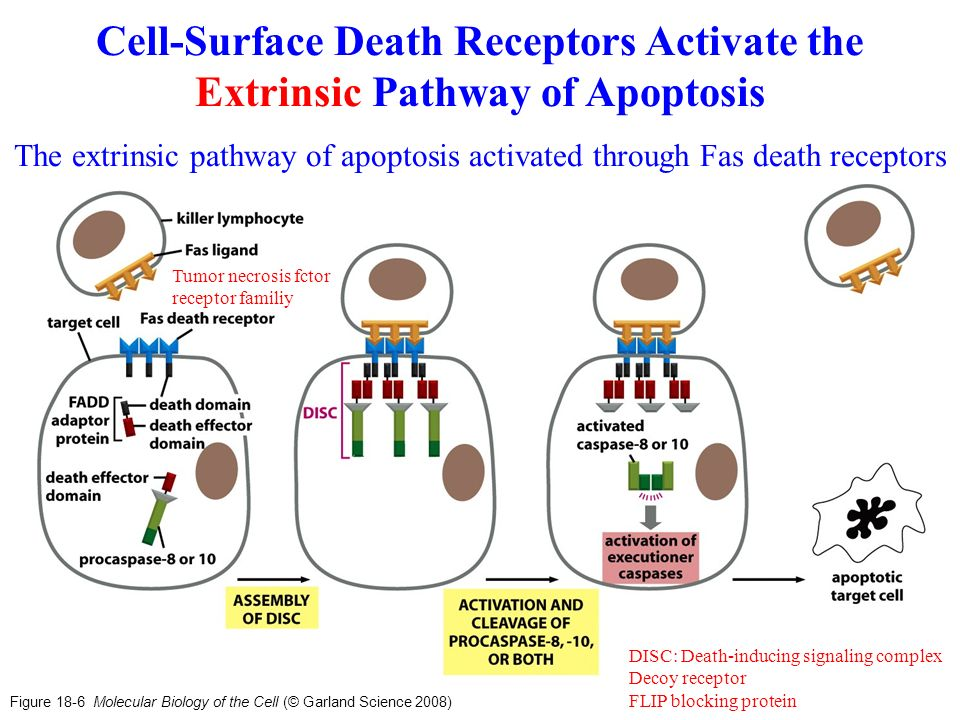 Cell-Surface Death Receptors Activate the
Extrinsic Pathway of Apoptosis
The extrinsic pathway of apoptosis activated through Fas death receptors
killer lymphocyte
Fas ligand
Tumor necrosis fctor
receptor familiy
target cell
Fas death receptor
FADD
adaptor
protein
death domain
death effector
domain
death effector
domain
procaspase-8 or 10
DISC
activated
caspase-8 or 10
activation of
executioner
caspases
apoptotic
target cell
ASSEMBLY
OF DISC
ACTIVATION AND
CLEAVAGE OF
PROCASPASE-8, -10,
OR BOTH
DISC: Death-inducing signaling complex
Decoy receptor
FLIP blocking protein
Figure 18-6 Molecular Biology of the Cell (© Garland Science 2008)